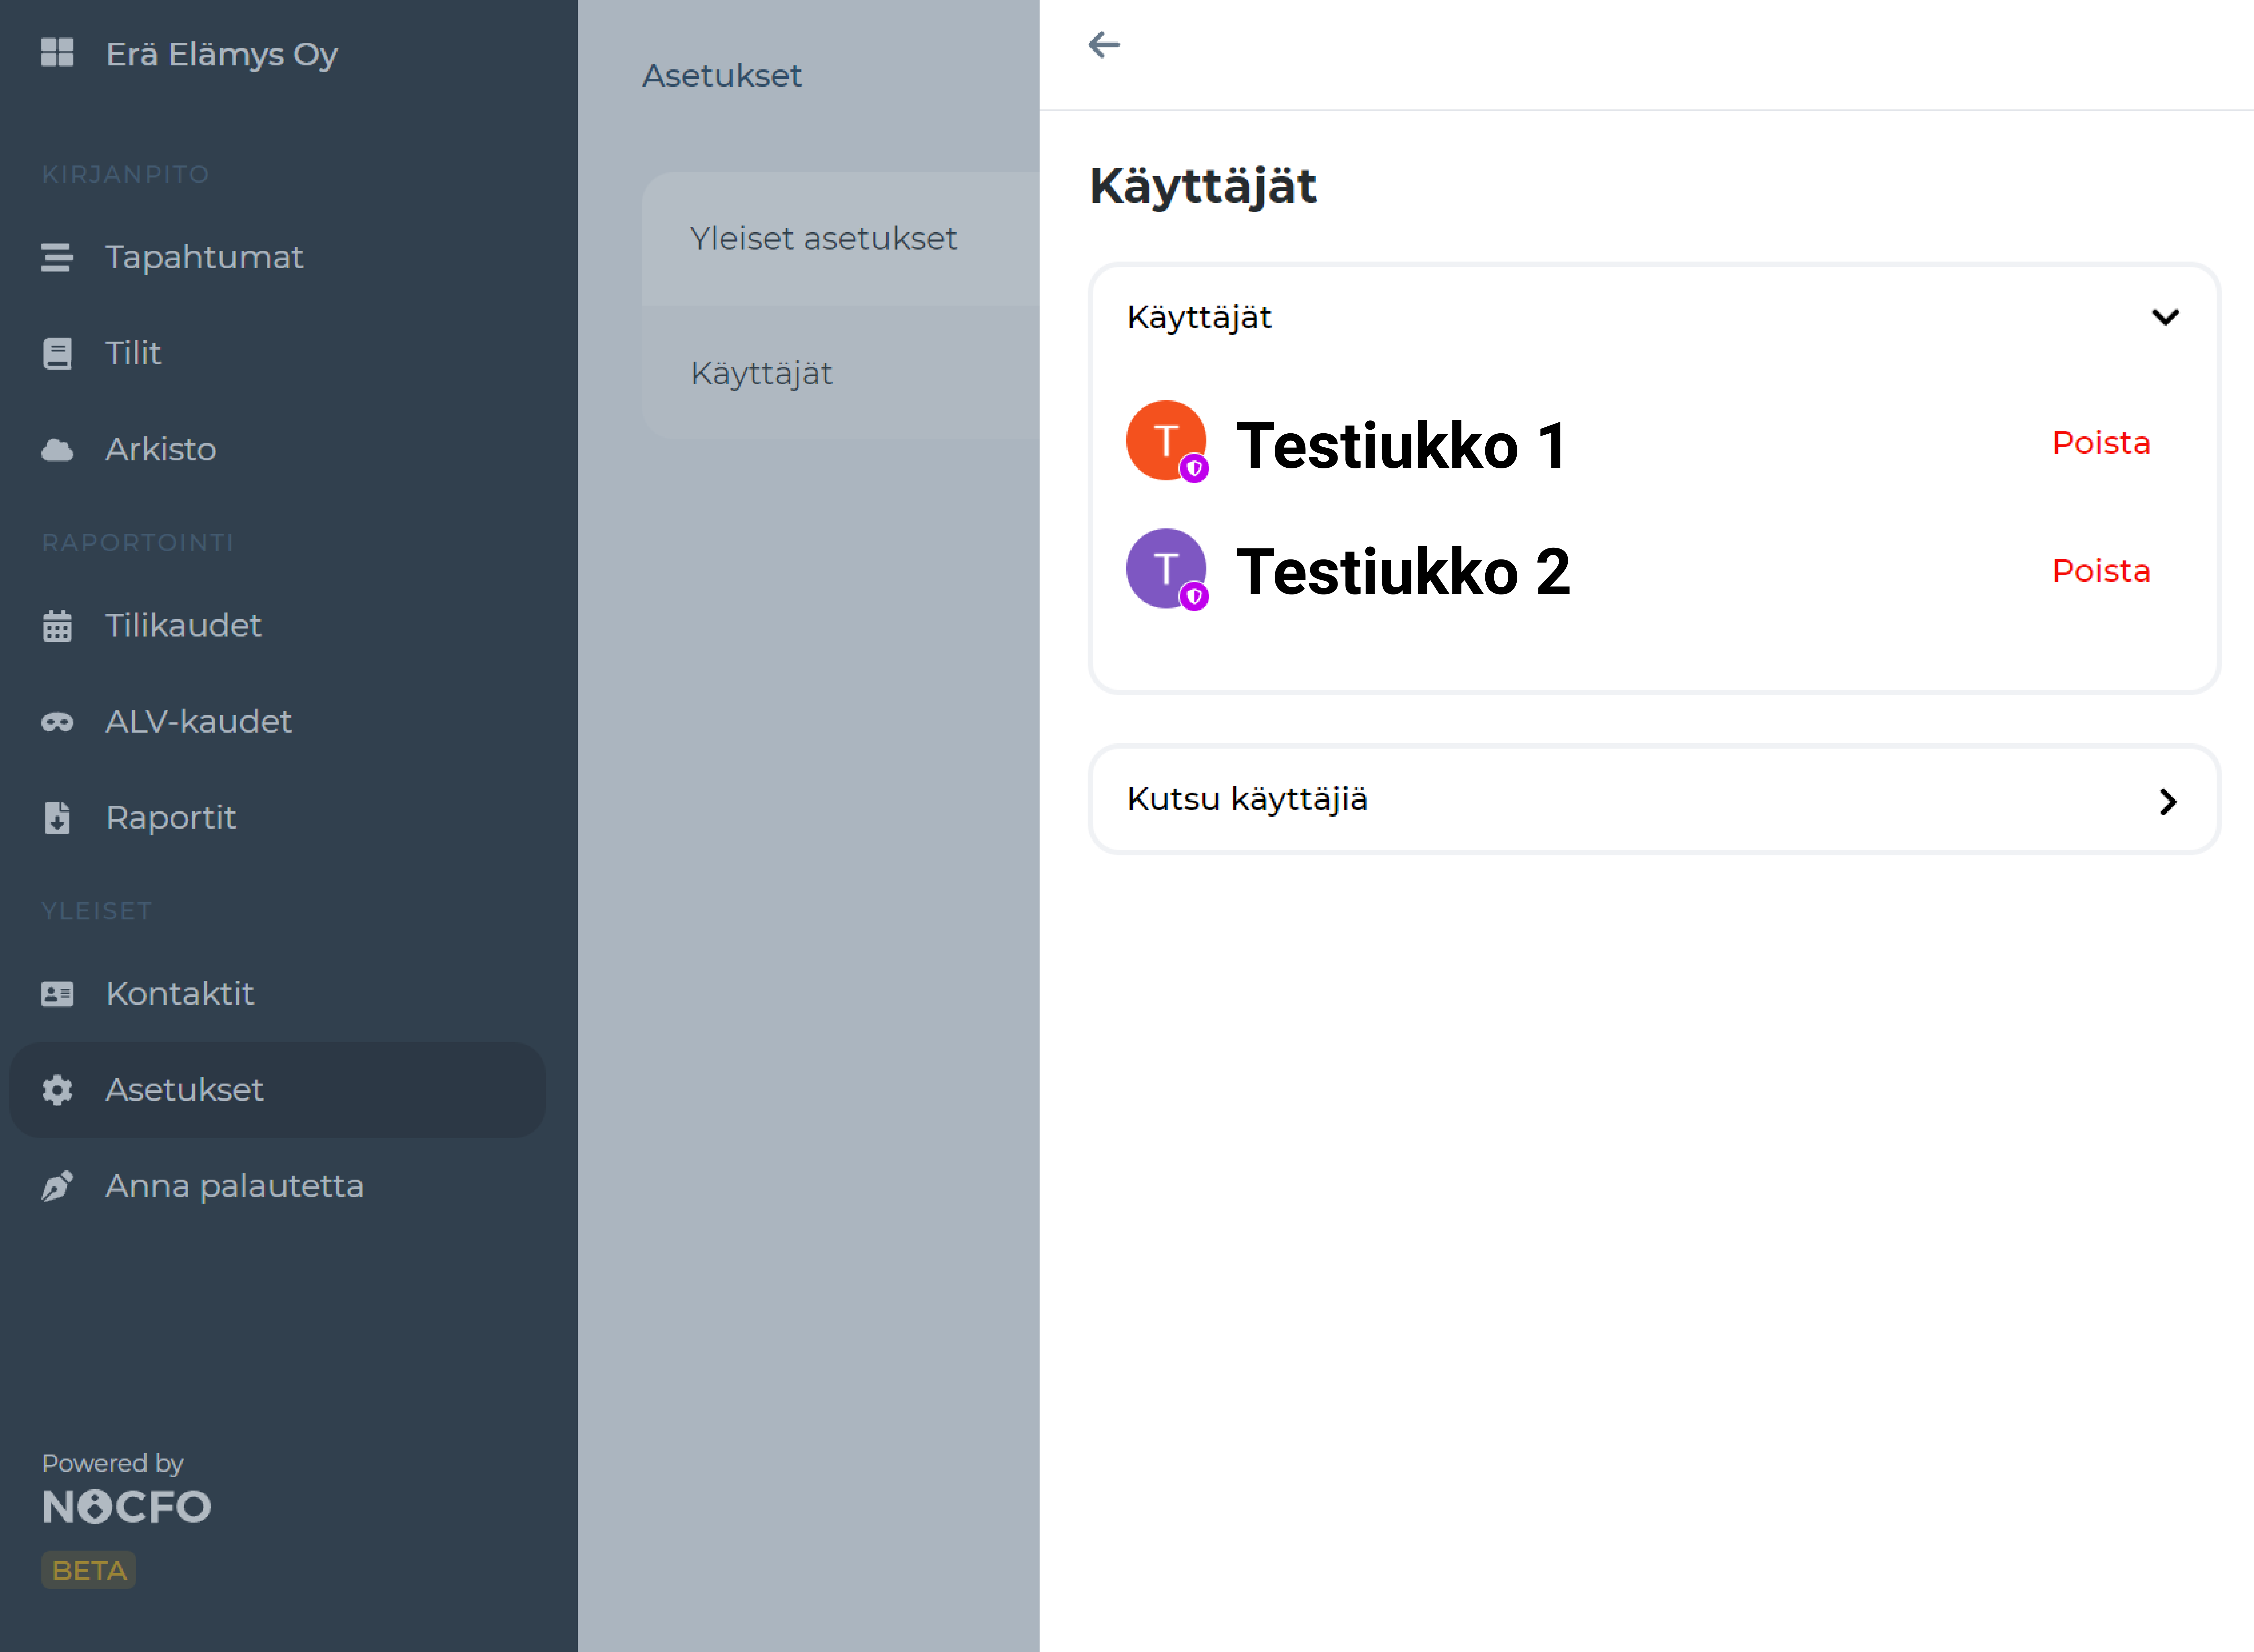 Erä Elämys Oy
KIRJANPITO
Tapahtumat
Tilit
Arkisto
RAPORTOINTI
Tilikaudet
ALV-kaudet
Raportit
YLEISET
Kontaktit
Asetukset
Anna palautetta
Powered by
NOCFO
BETA
Asetukset
Yleiset asetukset
Käyttäjät
Käyttäjät
Käyttäjät
T Testiukko 1 Poista
T Testiukko 2 Poista
Kutsu käyttäjiä